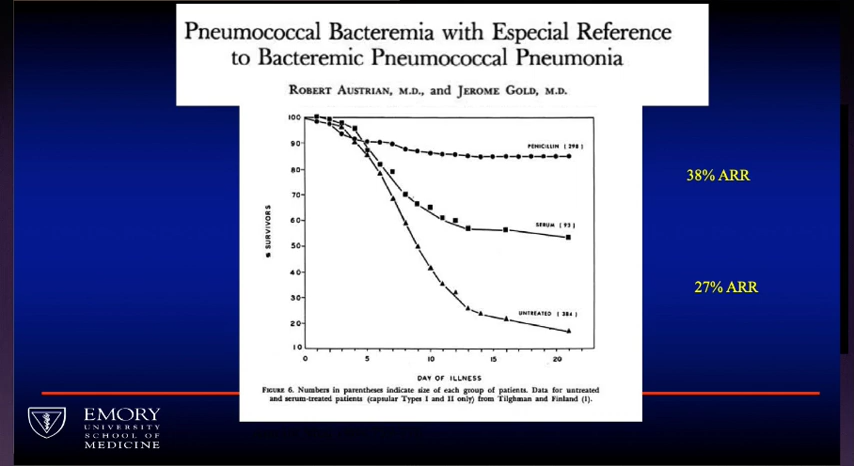 Pneumococcal Bacteremia with Especial Reference
to Bacteremic Pneumococcal Pneumonia
ROBERT AUSTRIAN, M.D., and JEROME GOLD, M.D.
100
90
80
70
60
50
40
30
20
10
% SURVIVORS
PENICILLIN (298)
SERUM (93)
UNTREATED (384)
0 5 10 15 20
DAY OF ILLNESS
FIGURE 6. Numbers in parentheses indicate size of each group of patients. Data for untreated
and serum-treated patients (capsular Types I and II only) from Tilghman and Finland (1).
38% ARR
27% ARR
EMORY
UNIVERSITY
SCHOOL OF
MEDICINE